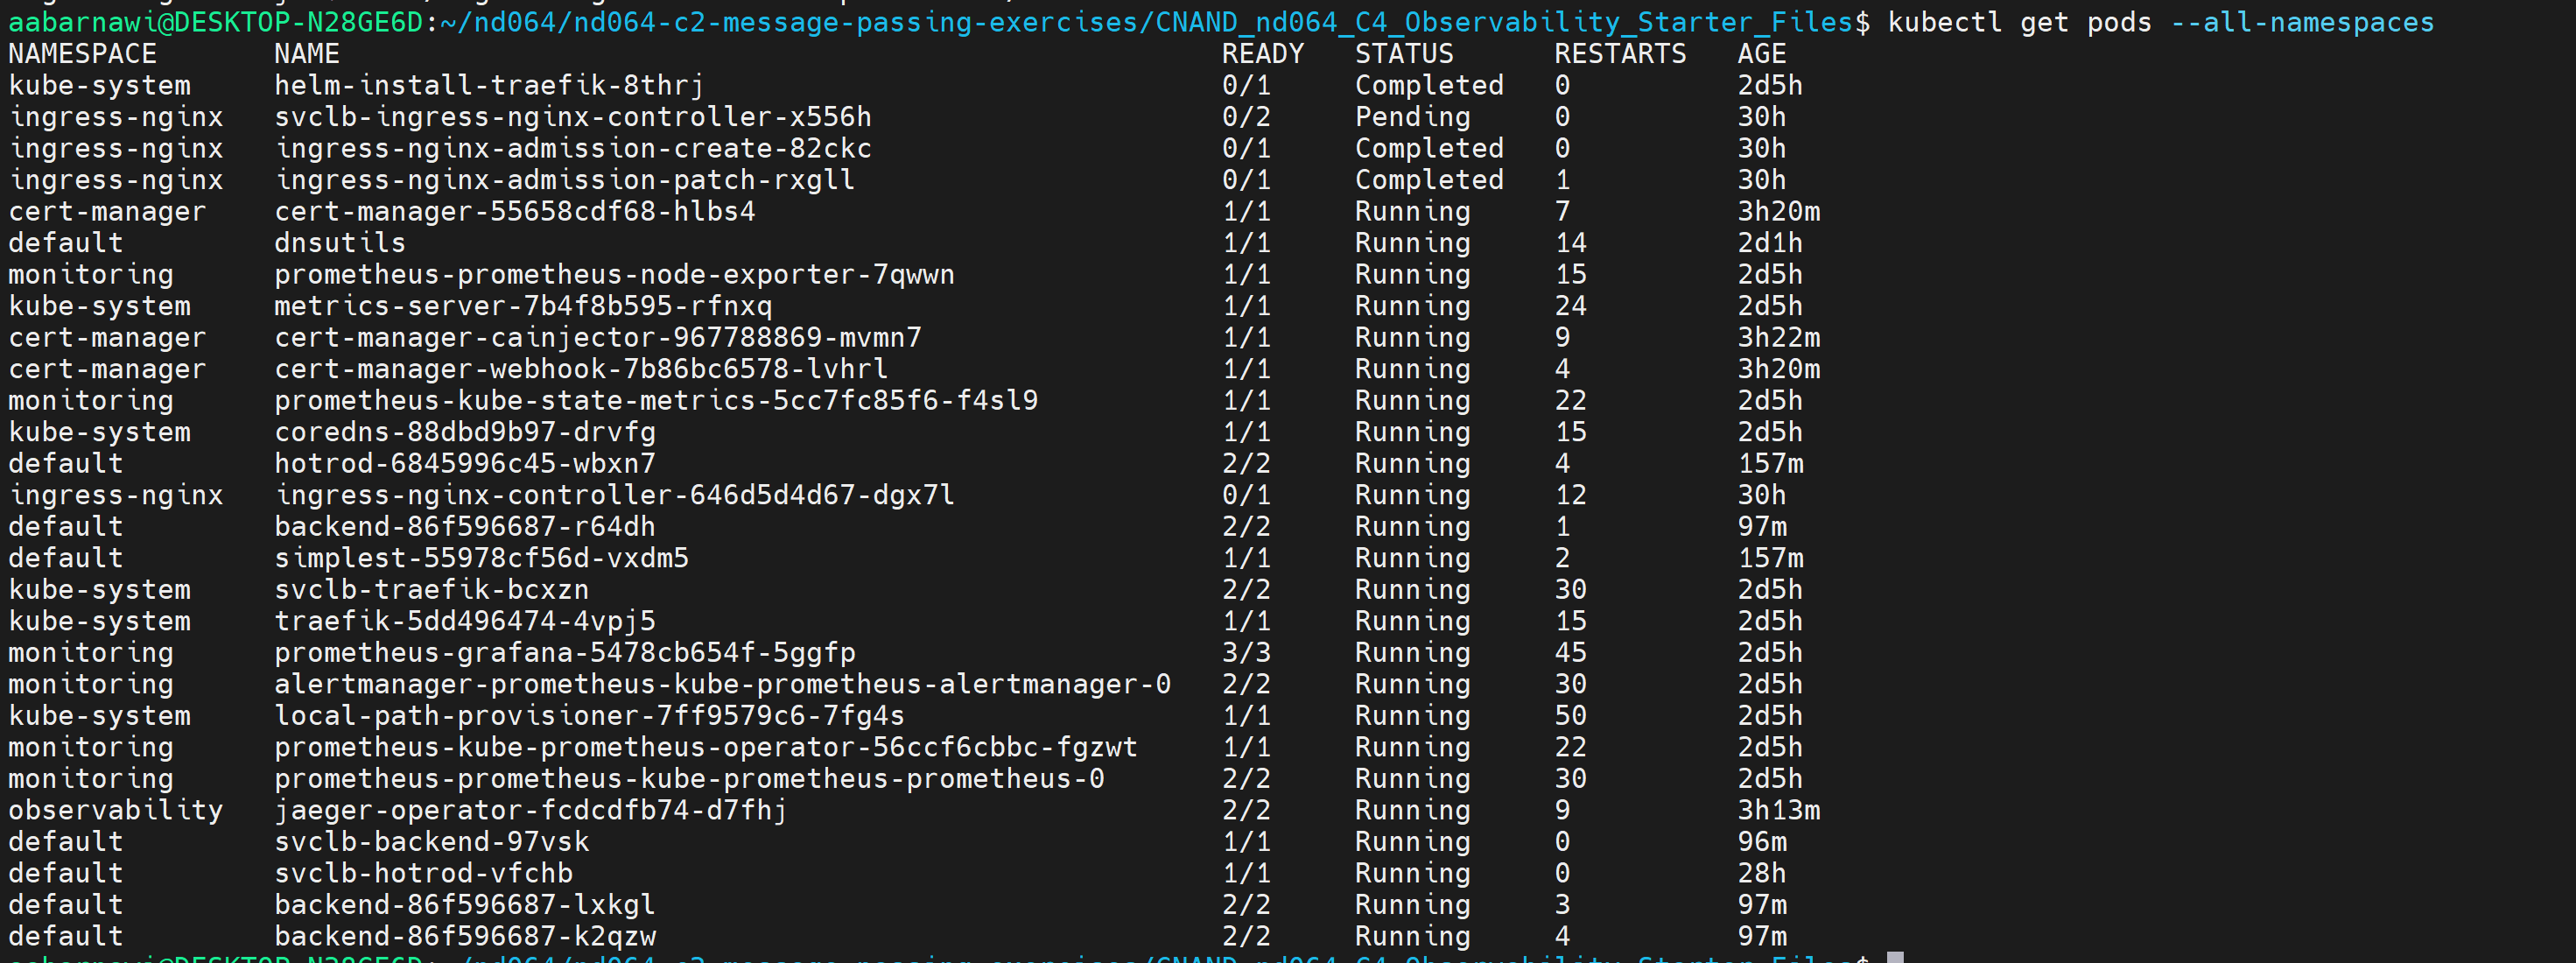 aabarnawi@DESKTOP-N28GE6D:~/nd064/nd064-c2-message-passing-exercises/CNAND_nd064_C4_Observability_Starter_Files$ kubectl get pods --all-namespaces
NAMESPACE NAME READY STATUS RESTARTS AGE
kube-system helm-install-traefik-8thrj 0/1 Completed 0 2d5h
ingress-nginx svclb-ingress-nginx-controller-x556h 0/2 Pending 0 30h
ingress-nginx ingress-nginx-admission-create-82ckc 0/1 Completed 0 30h
ingress-nginx ingress-nginx-admission-patch-rxgll 0/1 Completed 1 30h
cert-manager cert-manager-55658cdf68-hlbs4 1/1 Running 7 3h20m
default dnsutils 1/1 Running 14 2d1h
monitoring prometheus-prometheus-node-exporter-7qwwn 1/1 Running 15 2d5h
kube-system metrics-server-7b4f8b595-rfnxq 1/1 Running 24 2d5h
cert-manager cert-manager-cainjector-967788869-mvmn7 1/1 Running 9 3h22m
cert-manager cert-manager-webhook-7b86bc6578-lvhrl 1/1 Running 4 3h20m
monitoring prometheus-kube-state-metrics-5cc7fc85f6-f4sl9 1/1 Running 22 2d5h
kube-system coredns-88dbd9b97-drvfg 1/1 Running 15 2d5h
default hotrod-6845996c45-wbxn7 2/2 Running 4 157m
ingress-nginx ingress-nginx-controller-646d5d4d67-dgx7l 0/1 Running 12 30h
default backend-86f596687-r64dh 2/2 Running 1 97m
default simplest-55978cf56d-vxdm5 1/1 Running 2 157m
kube-system svclb-traefik-bcxzn 2/2 Running 30 2d5h
kube-system traefik-5dd496474-4vpj5 1/1 Running 15 2d5h
monitoring prometheus-grafana-5478cb654f-5ggfp 3/3 Running 45 2d5h
monitoring alertmanager-prometheus-kube-prometheus-alertmanager-0 2/2 Running 30 2d5h
kube-system local-path-provisioner-7ff9579c6-7fg4s 1/1 Running 50 2d5h
monitoring prometheus-kube-prometheus-operator-56ccf6cbbc-fgzwt 1/1 Running 22 2d5h
monitoring prometheus-prometheus-kube-prometheus-prometheus-0 2/2 Running 30 2d5h
observability jaeger-operator-fcdcdfb74-d7fhj 2/2 Running 9 3h13m
default svclb-backend-97vsk 1/1 Running 0 96m
default svclb-hotrod-vfchb 1/1 Running 0 28h
default backend-86f596687-lxkgl 2/2 Running 3 97m
default backend-86f596687-k2qzw 2/2 Running 4 97m